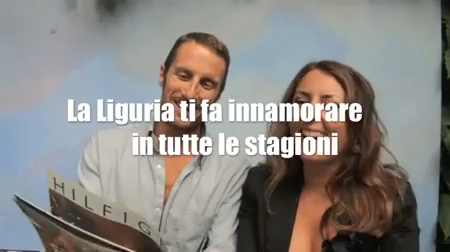 La Liguria ti fa innamorare
in tutte le stagioni
HILFIG